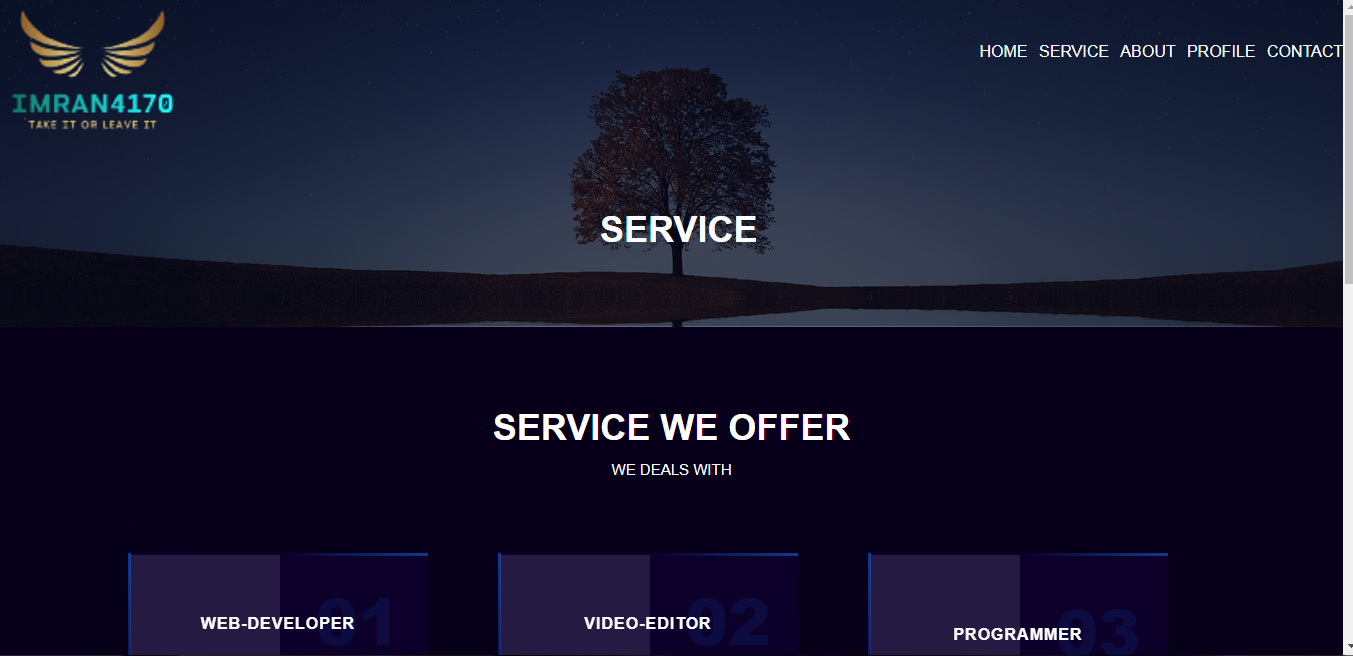 IMRAN4170
TAKE IT OR LEAVE IT
HOME SERVICE ABOUT PROFILE CONTACT
SERVICE
SERVICE WE OFFER
WE DEALS WITH
01
WEB-DEVELOPER
02
VIDEO-EDITOR
03
PROGRAMMER